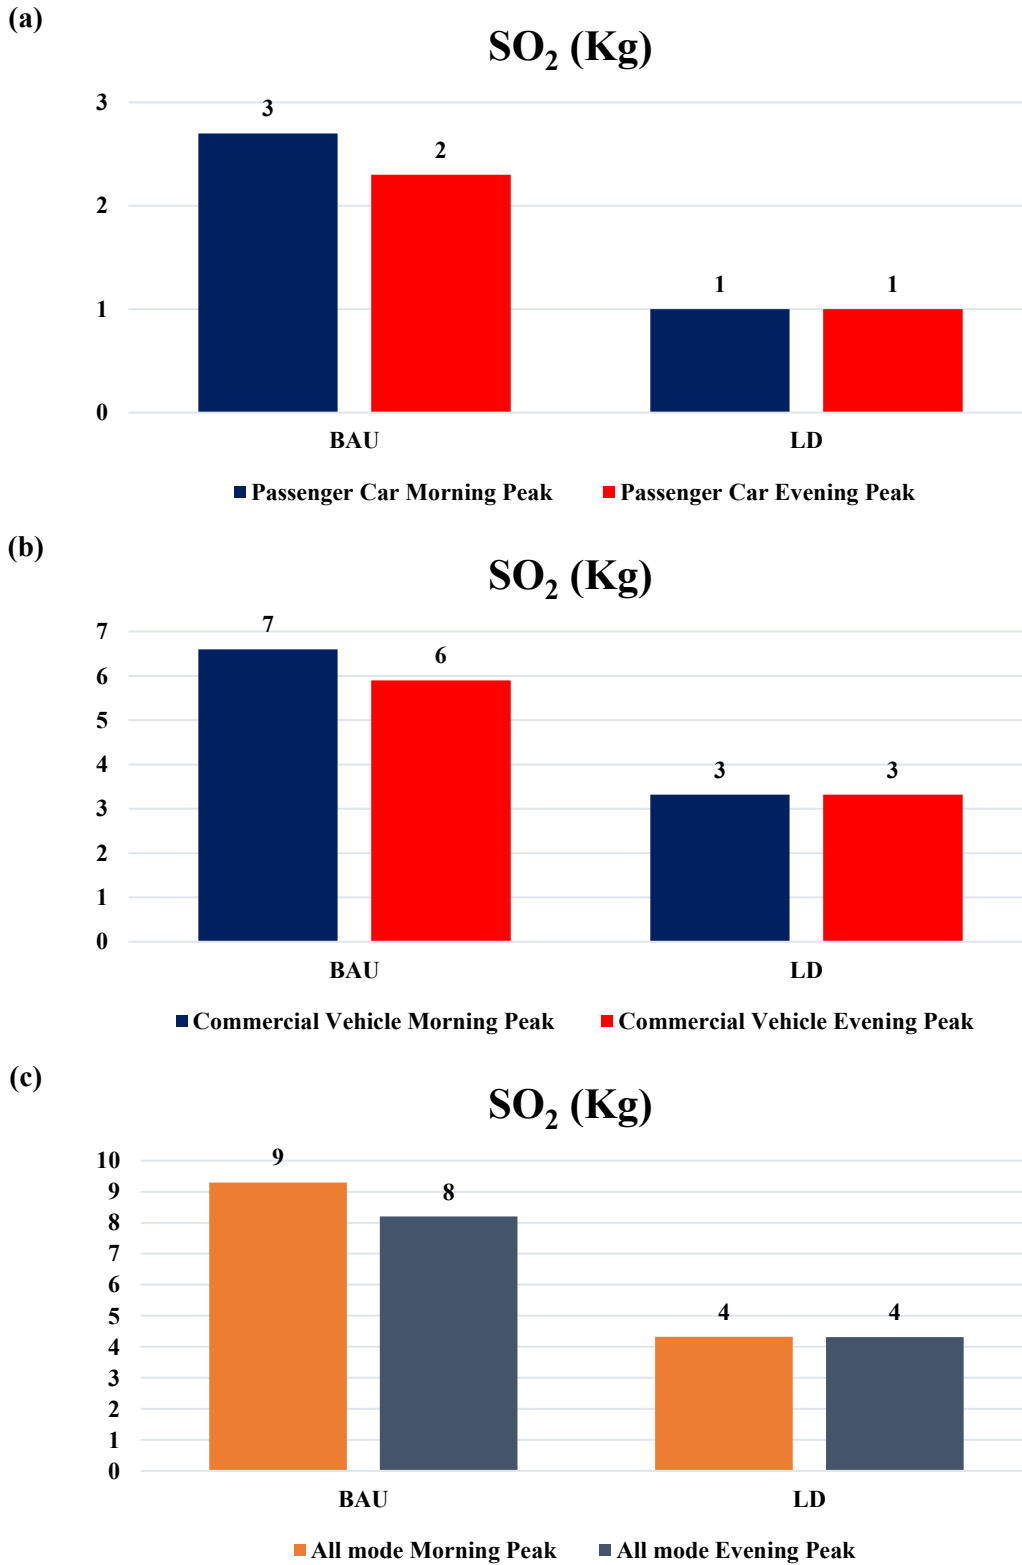 (a)
SO₂ (Kg)
3
3
2
2
1
1
1
0
BAU
LD
Passenger Car Morning Peak
Passenger Car Evening Peak
(b)
SO₂ (Kg)
7
7
6
6
5
4
3
3
3
2
1
0
BAU
LD
Commercial Vehicle Morning Peak
Commercial Vehicle Evening Peak
(c)
SO₂ (Kg)
10
9
9
8
8
7
6
5
4
4
4
3
2
1
0
BAU
LD
All mode Morning Peak
All mode Evening Peak